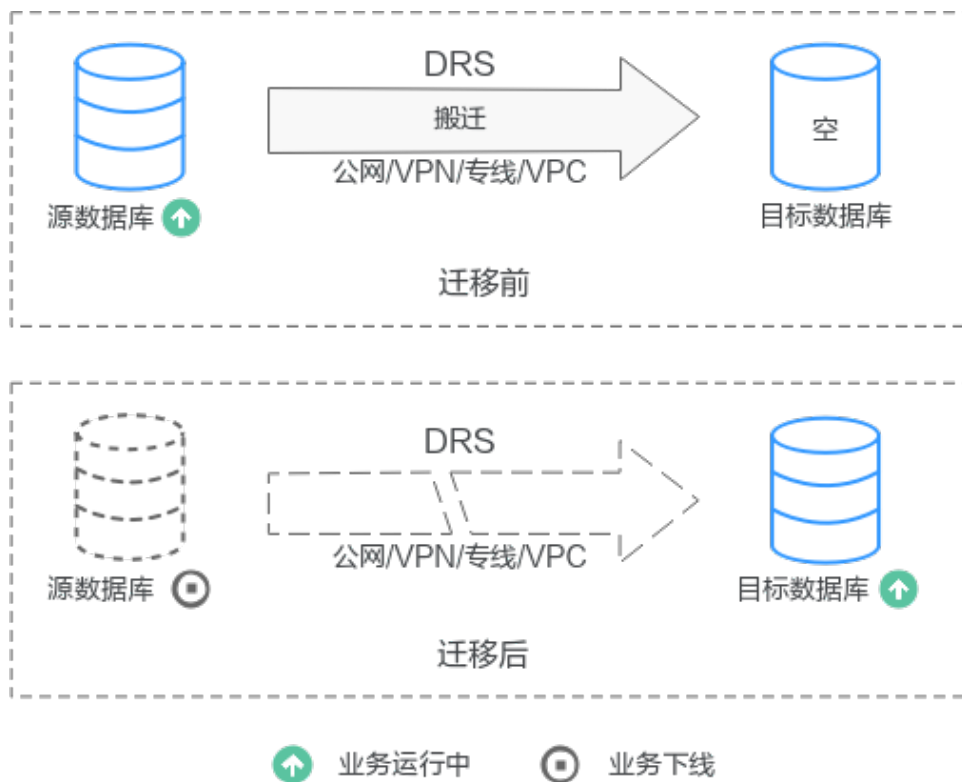 DRS
搬迁
空
公网/VPN/专线/VPC
源数据库
目标数据库
迁移前
DRS
公网/VPN/专线/VPC
源数据库
目标数据库
迁移后
业务运行中
业务下线